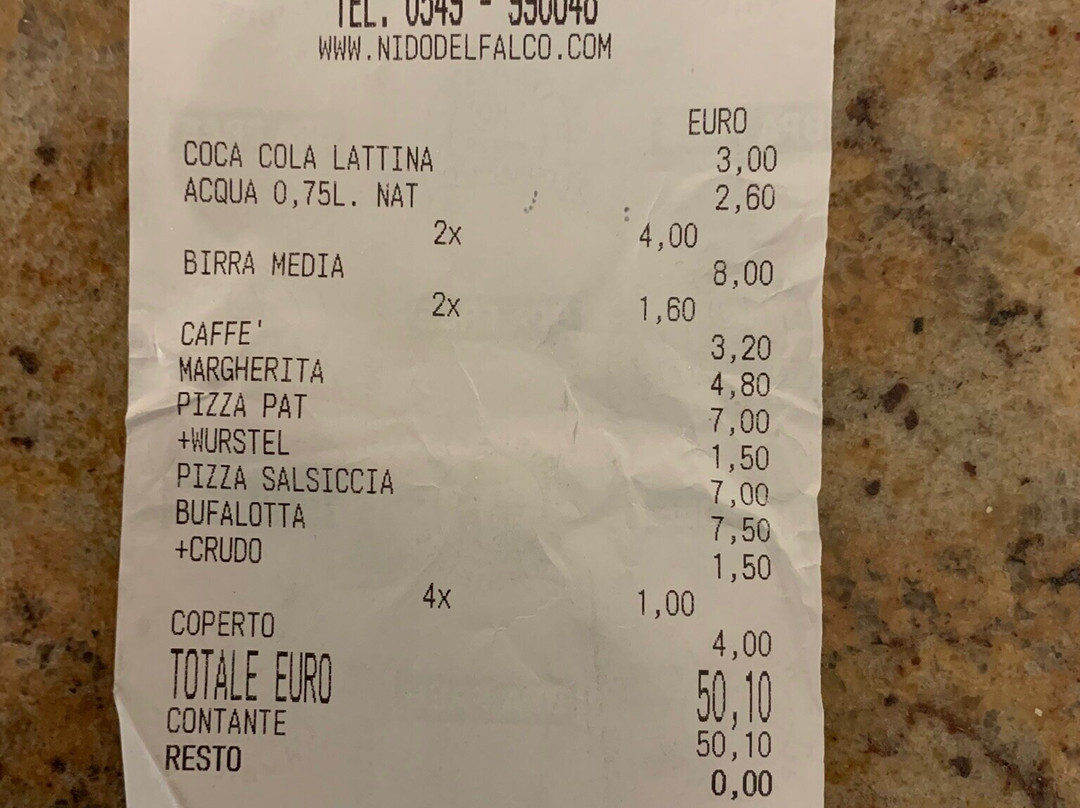 TEL. 0549 - 990048
WWW.NIDODELFALCO.COM
EURO
COCA COLA LATTINA 3,00
ACQUA 0,75L. NAT 2,60
2x 4,00
BIRRA MEDIA 8,00
2x 1,60
CAFFE' 3,20
MARGHERITA 4,80
PIZZA PAT 7,00
+WURSTEL 1,50
PIZZA SALSICCIA 7,00
BUFALOTTA 7,50
+CRUDO 1,50
4x 1,00
COPERTO 4,00
TOTALE EURO 50,10
CONTANTE 50,10
RESTO 0,00